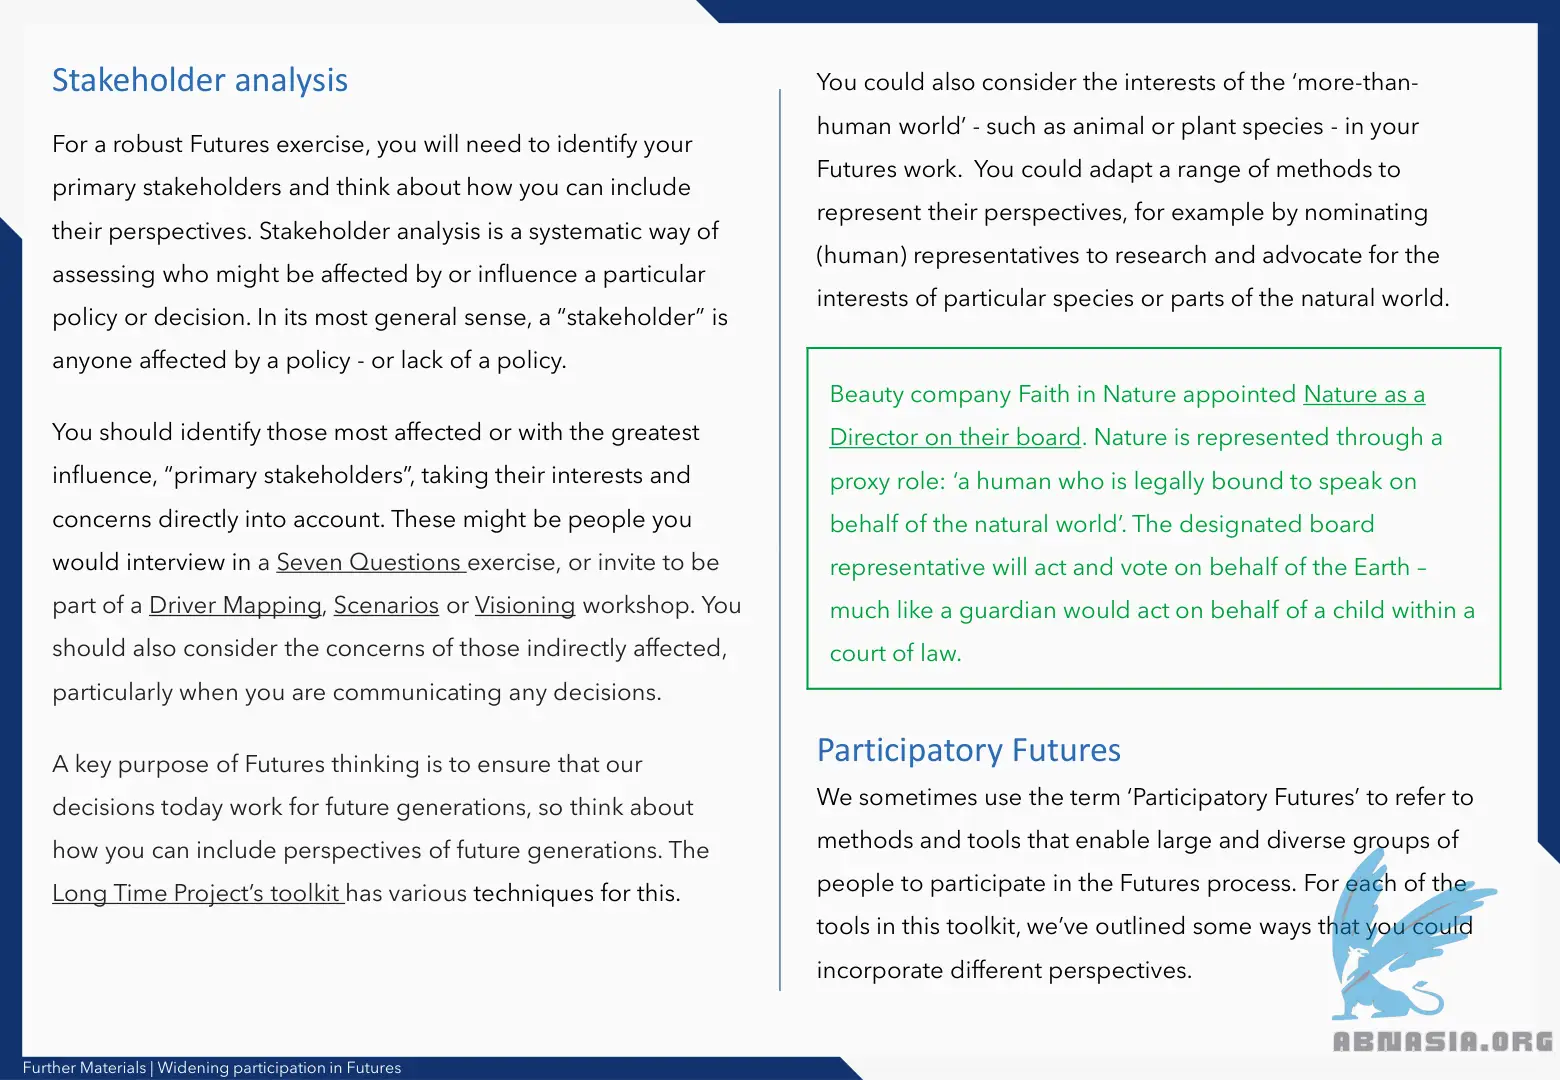 Stakeholder analysis
For a robust Futures exercise, you will need to identify your
primary stakeholders and think about how you can include
their perspectives. Stakeholder analysis is a systematic way of
assessing who might be affected by or influence a particular
policy or decision. In its most general sense, a “stakeholder” is
anyone affected by a policy - or lack of a policy.
You should identify those most affected or with the greatest
influence, “primary stakeholders”, taking their interests and
concerns directly into account. These might be people you
would interview in a Seven Questions exercise, or invite to be
part of a Driver Mapping, Scenarios or Visioning workshop. You
should also consider the concerns of those indirectly affected,
particularly when you are communicating any decisions.
A key purpose of Futures thinking is to ensure that our
decisions today work for future generations, so think about
how you can include perspectives of future generations. The
Long Time Project’s toolkit has various techniques for this.
You could also consider the interests of the ‘more-than-
human world’ - such as animal or plant species - in your
Futures work.  You could adapt a range of methods to
represent their perspectives, for example by nominating
(human) representatives to research and advocate for the
interests of particular species or parts of the natural world.
Beauty company Faith in Nature appointed Nature as a
Director on their board. Nature is represented through a
proxy role: ‘a human who is legally bound to speak on
behalf of the natural world’. The designated board
representative will act and vote on behalf of the Earth –
much like a guardian would act on behalf of a child within a
court of law.
Participatory Futures
We sometimes use the term ‘Participatory Futures’ to refer to
methods and tools that enable large and diverse groups of
people to participate in the Futures process. For each of the
tools in this toolkit, we’ve outlined some ways that you could
incorporate different perspectives.
ABNASIA.ORG
Further Materials | Widening participation in Futures